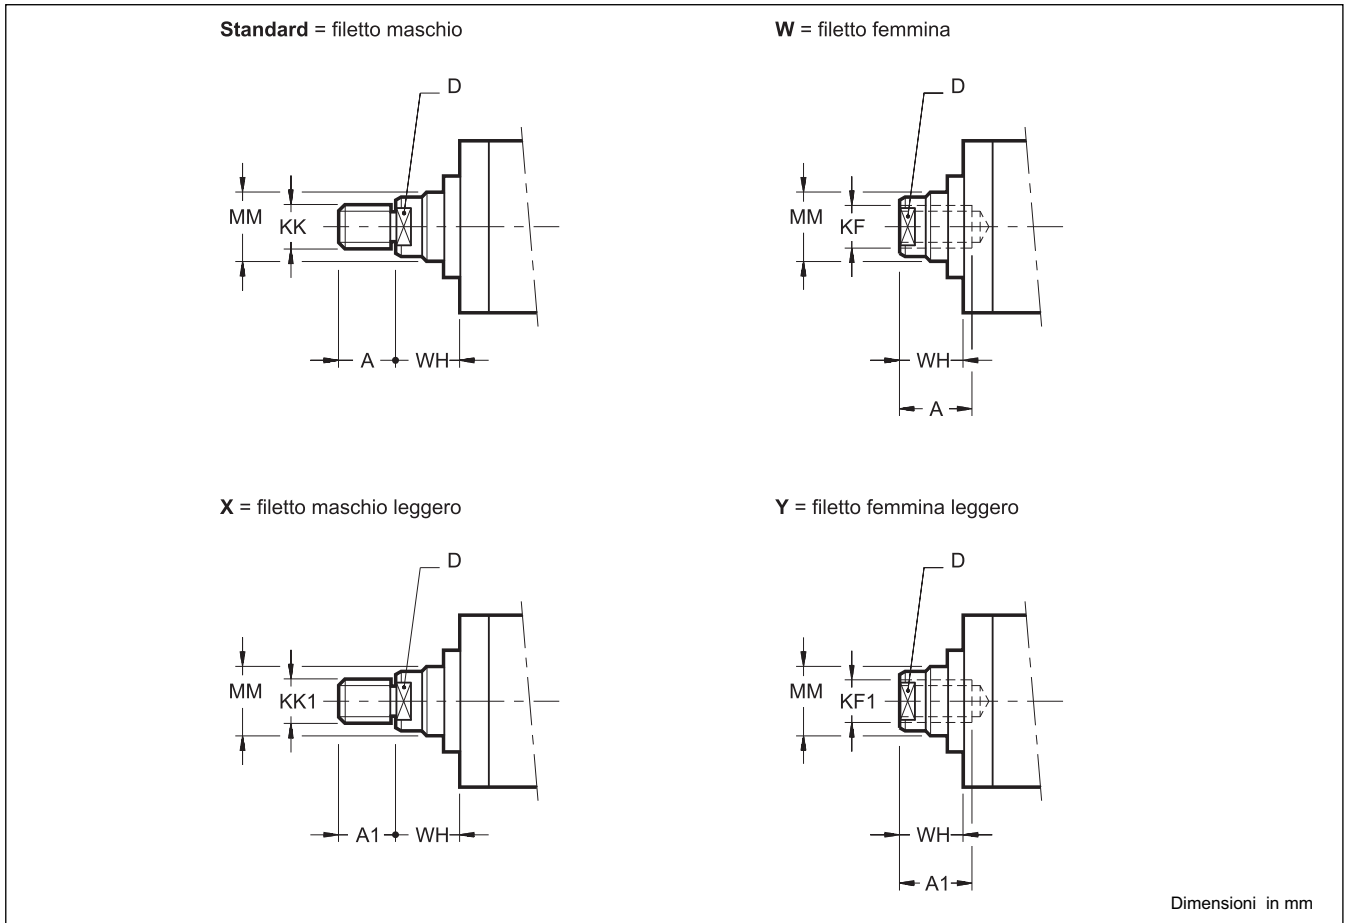 Standard = filetto maschio
W = filetto femmina
D
D
MM
KK
MM
KF
A
WH
WH
A
X = filetto maschio leggero
Y = filetto femmina leggero
D
D
MM
KK1
MM
KF1
A1
WH
WH
A1
Dimensioni in mm